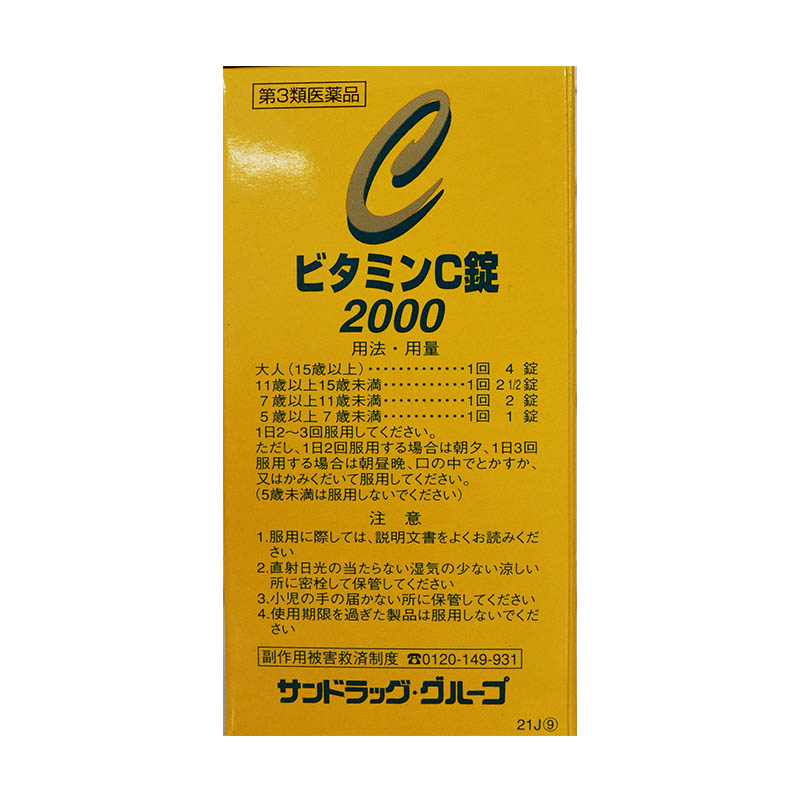 第3類医薬品
C
ビタミンC錠
2000
用法・用量
大人(15歳以上)･････････････1回 4 錠
11歳以上15歳未満･･･････････1回 2 1/2錠
7歳以上11歳未満･･･････････1回 2 錠
5歳以上7歳未満･･･････････1回 1 錠
1日2〜3回服用してください。
ただし、1日2回服用する場合は朝夕、1日3回
服用する場合は朝昼晩、口の中でとかすか、
又はかみくだいて服用してください。
(5歳未満は服用しないでください)
注 意
1.服用に際しては、説明文書をよくお読みくだ
さい
2.直射日光の当たらない湿気の少ない涼しい
所に密栓して保管してください
3.小児の手の届かない所に保管してください
4.使用期限を過ぎた製品は服用しないでくだ
さい
副作用被害救済制度 ☎0120-149-931
サンドラッグ・グループ
21J⑨